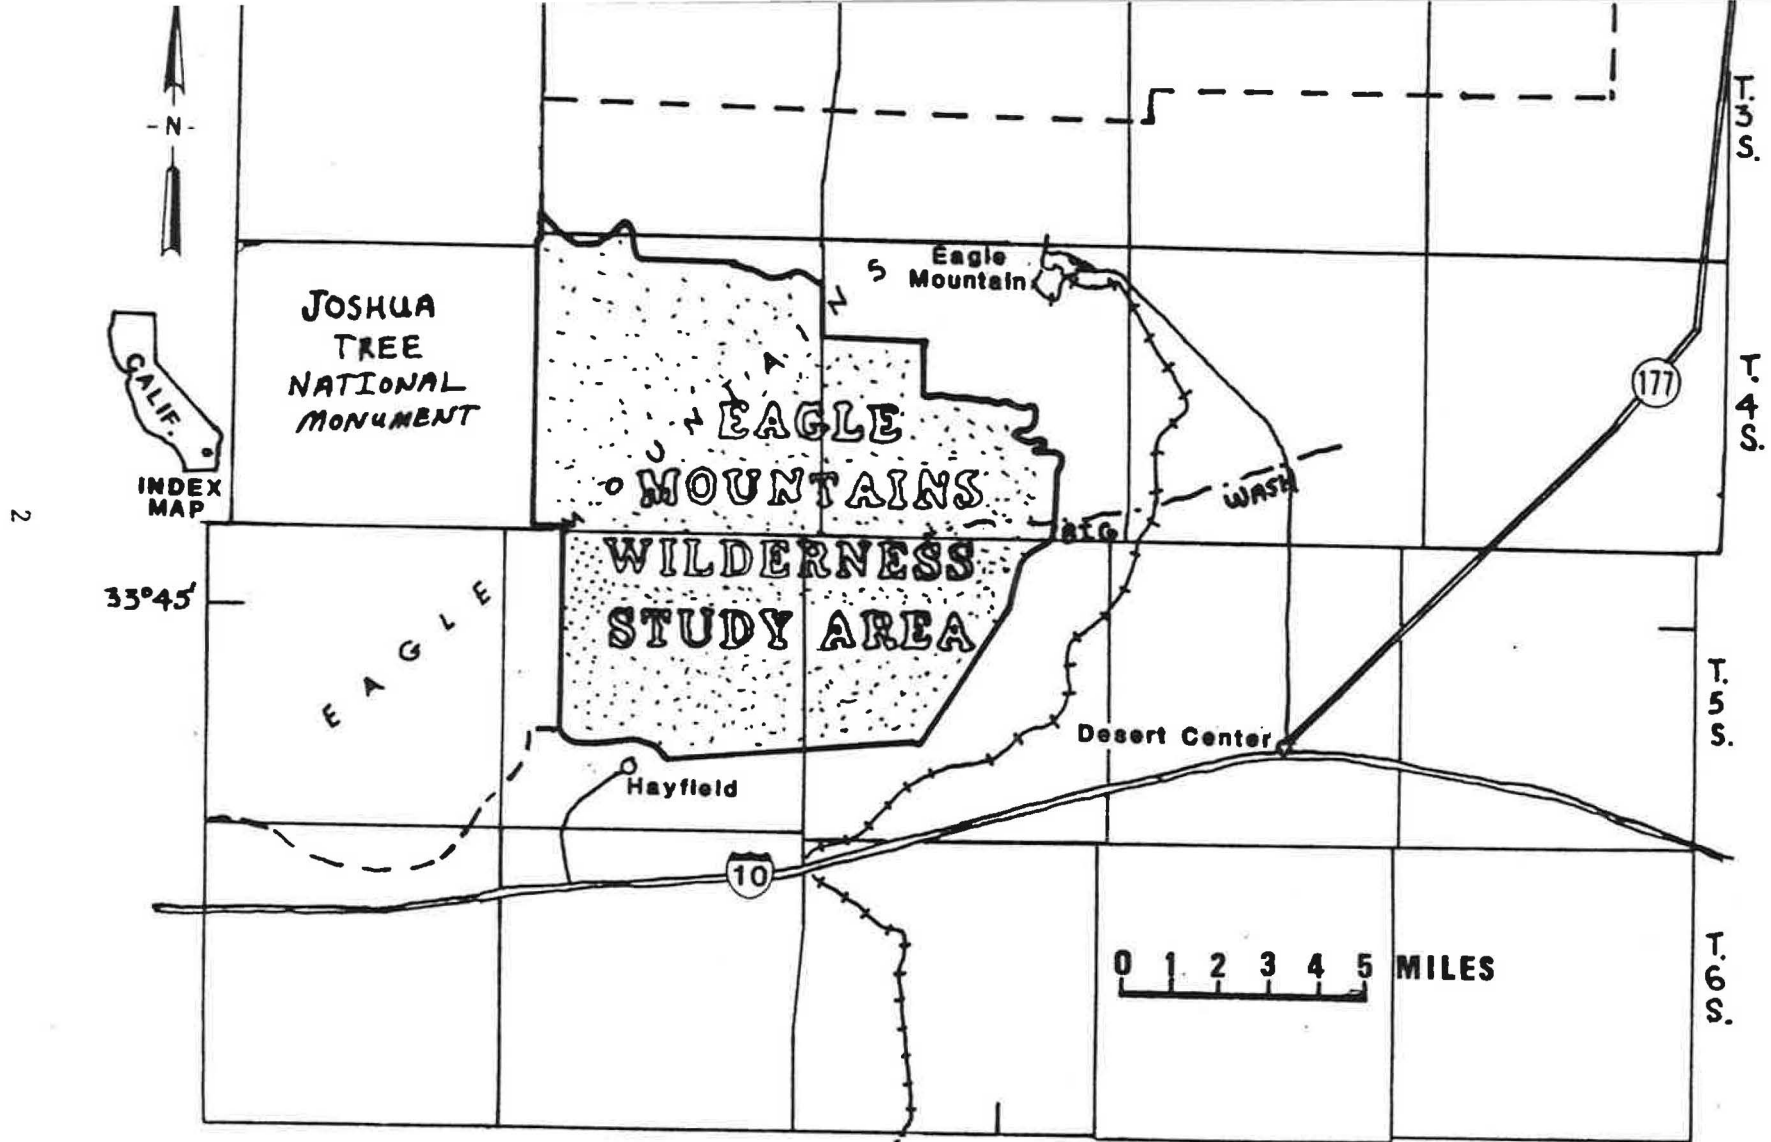 -N-
T.
3
S.
JOSHUA
TREE
NATIONAL
MONUMENT
Eagle
Mountain
177
T.
4
S.
CALIF.
INDEX
MAP
EAGLE
MOUNTAINS
WILDERNESS
STUDY AREA
MOUNTAINS
BIG WASH
2
33°45'
EAGLE
T.
5
S.
Desert Center
Hayfield
10
0 1 2 3 4 5 MILES
T.
6
S.